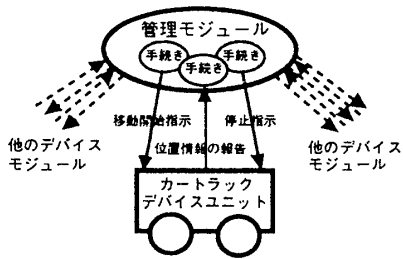 管理モジュール
手続き
手続き
手続き
移動開始指示
停止指示
位置情報の報告
他のデバイス
モジュール
他のデバイス
モジュール
カートラック
デバイスユニット